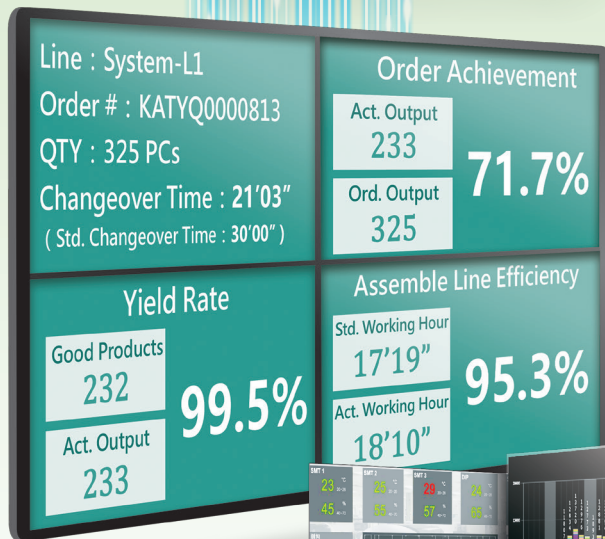 Line : System-L1
Order # : KATYQ0000813
QTY : 325 PCs
Changeover Time : 21’03”
( Std. Changeover Time : 30’00” )
Order Achievement
Act. Output
233
71.7%
Ord. Output
325
Yield Rate
Good Products
232
99.5%
Act. Output
233
Assemble Line Efficiency
Std. Working Hour
17’19”
95.3%
Act. Working Hour
18’10”
SMT 1
SMT 2
SMT 3
DIP
23 °C
25 °C
29 °C
24 °C
45 %
55 %
57 %